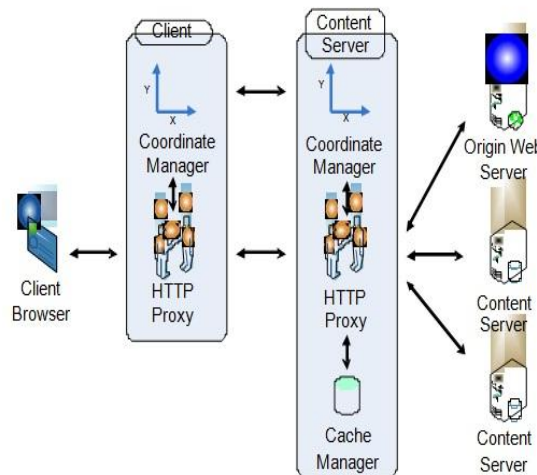 Client
Content
Server
Y
X
Coordinate
Manager
HTTP
Proxy
Y
X
Coordinate
Manager
HTTP
Proxy
Cache
Manager
Client
Browser
Origin Web
Server
Content
Server
Content
Server